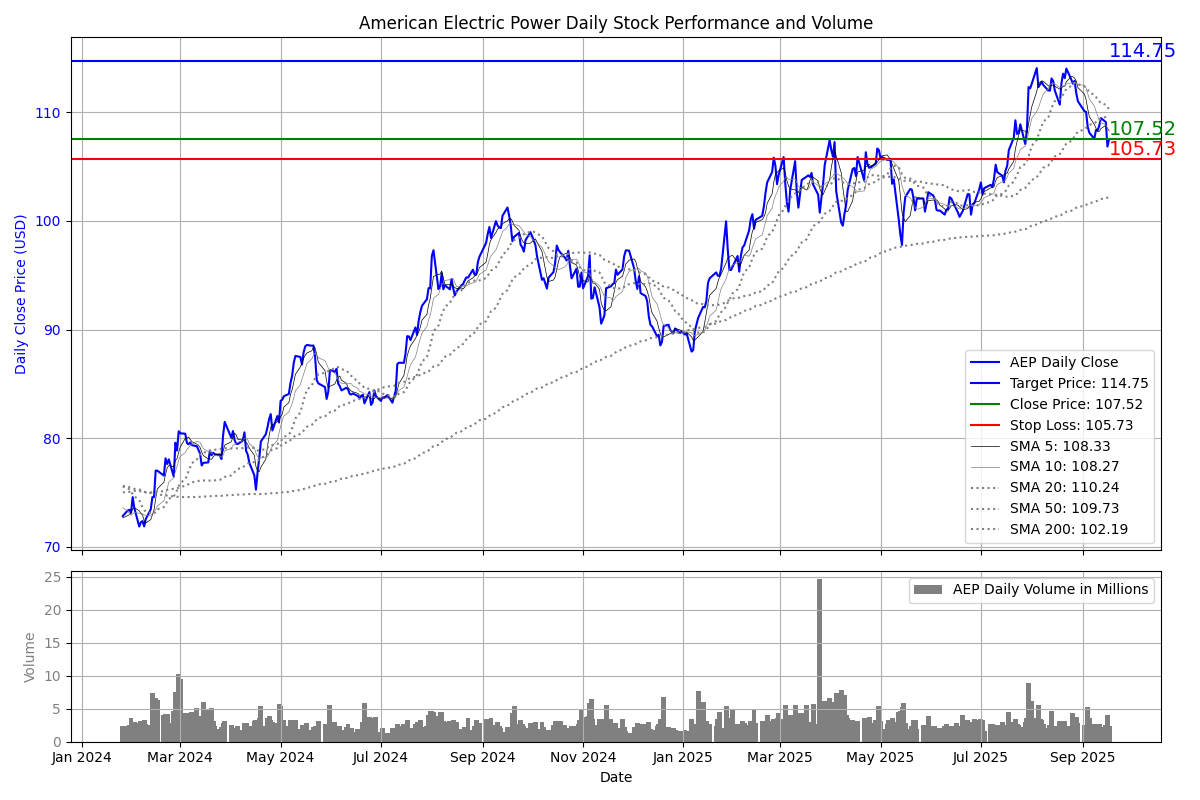 American Electric Power Daily Stock Performance and Volume
114.75
110
107.52
105.73
100
90
80
70
Daily Close Price (USD)
AEP Daily Close
Target Price: 114.75
Close Price: 107.52
Stop Loss: 105.73
SMA 5: 108.33
SMA 10: 108.27
SMA 20: 110.24
SMA 50: 109.73
SMA 200: 102.19
25
20
15
10
5
0
Volume
AEP Daily Volume in Millions
Jan 2024 Mar 2024 May 2024 Jul 2024 Sep 2024 Nov 2024 Jan 2025 Mar 2025 May 2025 Jul 2025 Sep 2025
Date